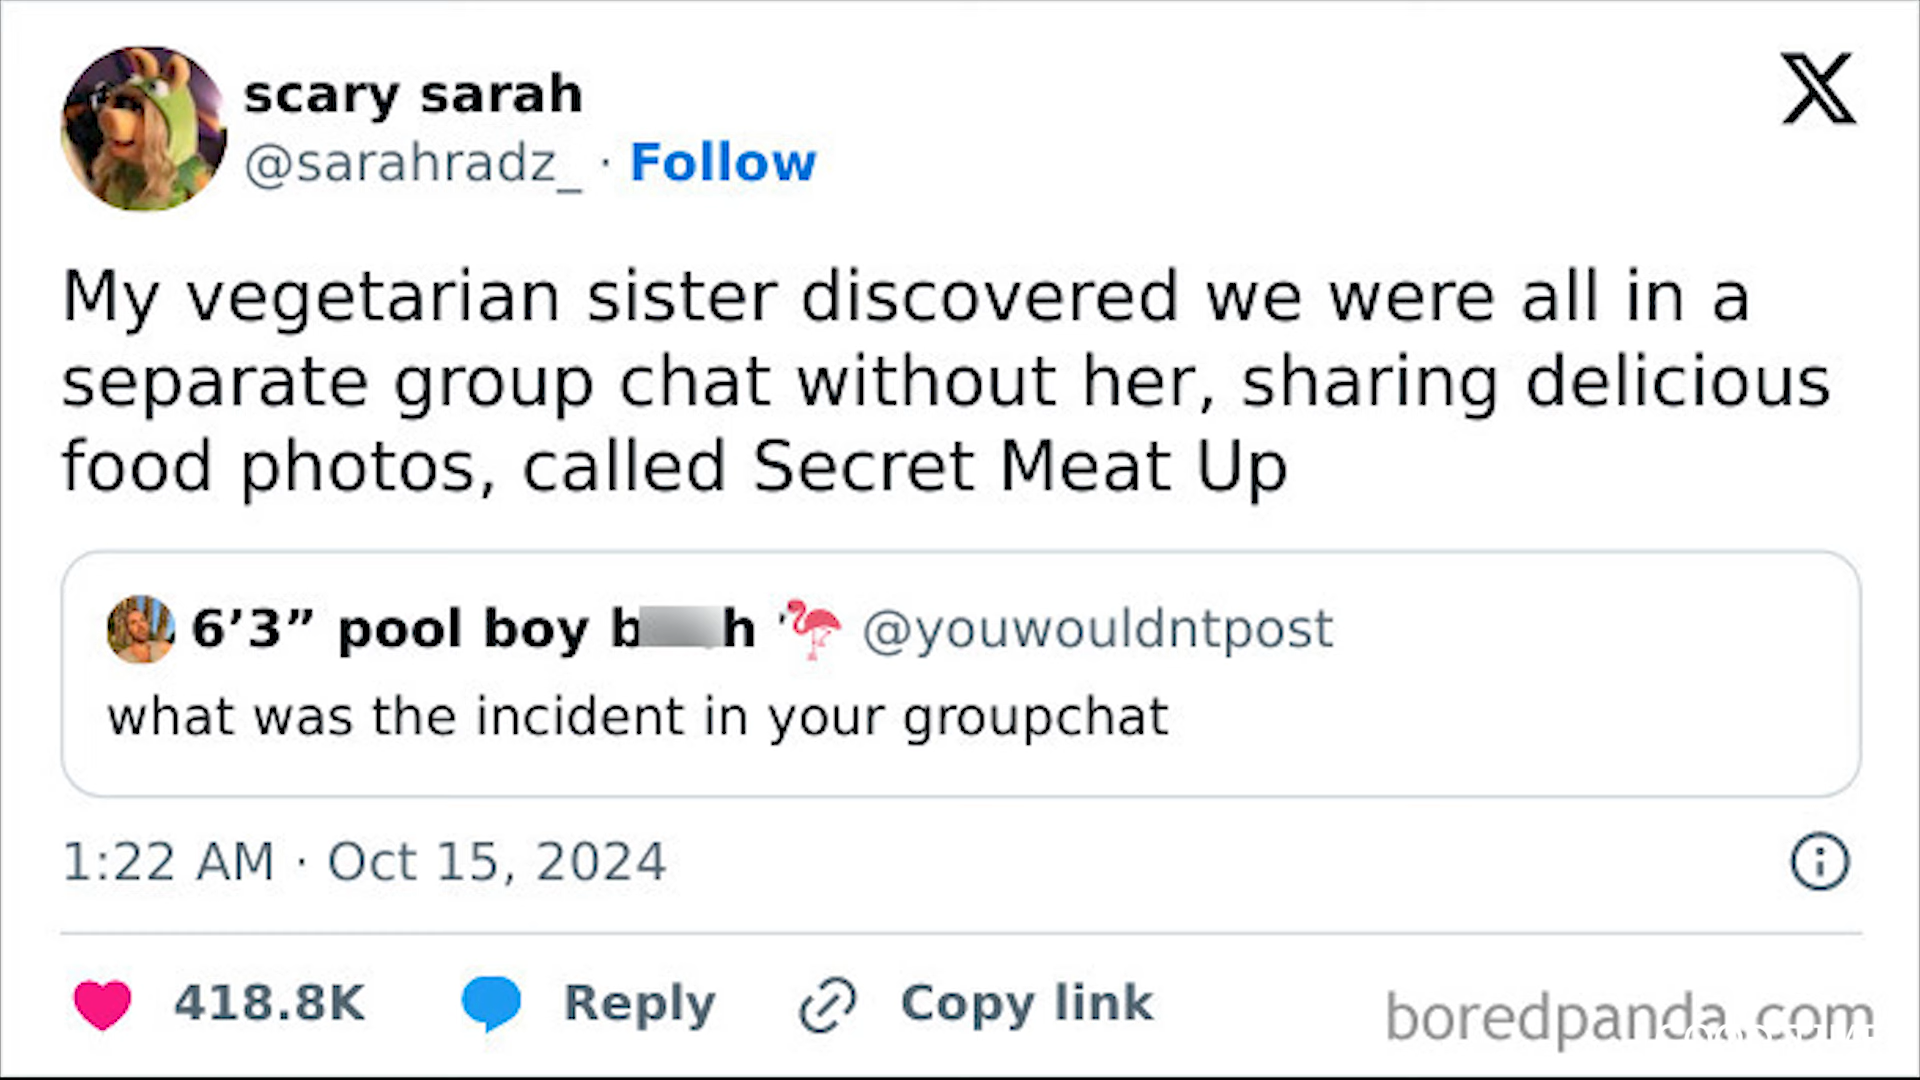 scary sarah
@sarahradz_ · Follow
My vegetarian sister discovered we were all in a
separate group chat without her, sharing delicious
food photos, called Secret Meat Up
6’3” pool boy b h @youwouldntpost
what was the incident in your groupchat
1:22 AM · Oct 15, 2024
418.8K Reply Copy link
boredpanda.com